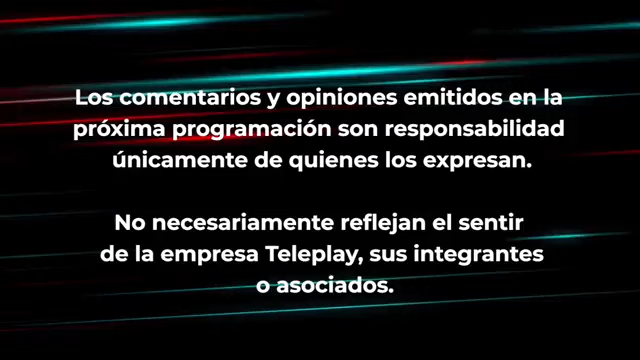 Los comentarios y opiniones emitidos en la
próxima programación son responsabilidad
únicamente de quienes los expresan.
No necesariamente reflejan el sentir
de la empresa Teleplay, sus integrantes
o asociados.